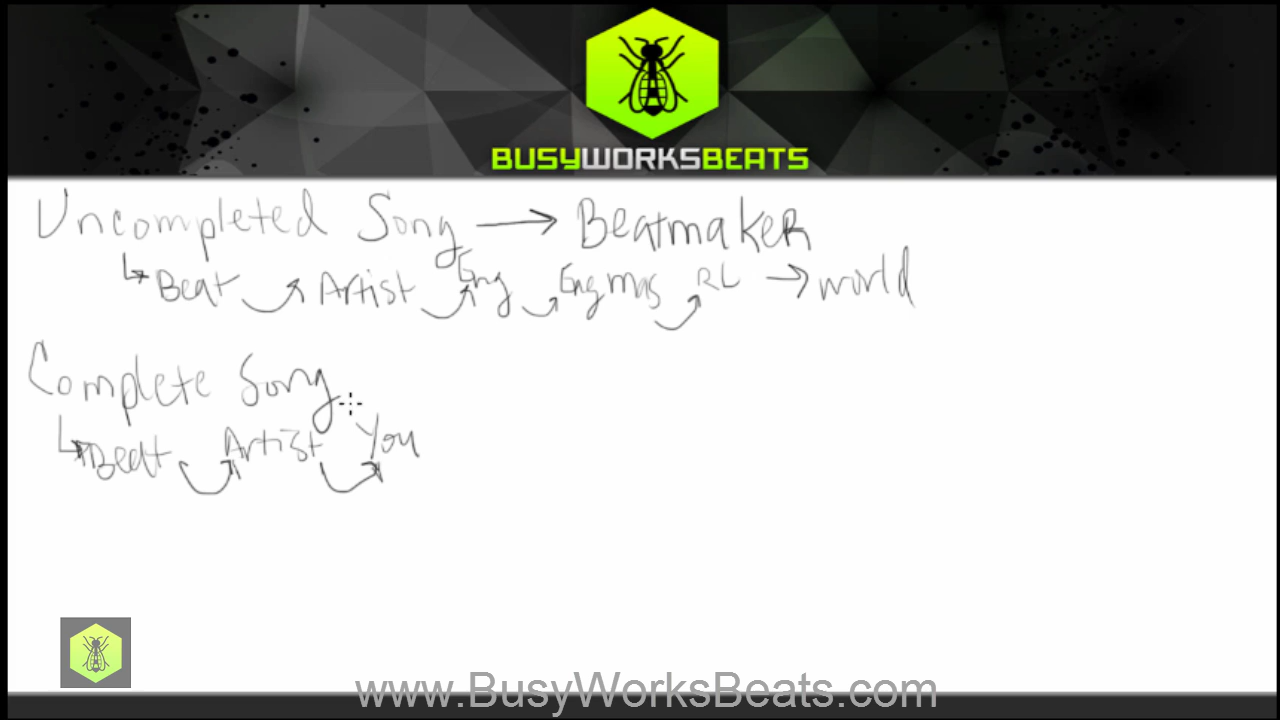 BUSYWORKSBEATS
Uncompleted Song → BeatmakeR
↳ Beat Artist Eng Eng mas RL → world
Complete Song
↳ Beat Artist You
www.BusyWorksBeats.com